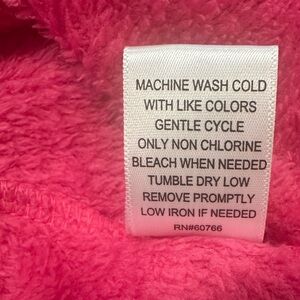 MACHINE WASH COLD
WITH LIKE COLORS
GENTLE CYCLE
ONLY NON CHLORINE
BLEACH WHEN NEEDED
TUMBLE DRY LOW
REMOVE PROMPTLY
LOW IRON IF NEEDED
RN#60766